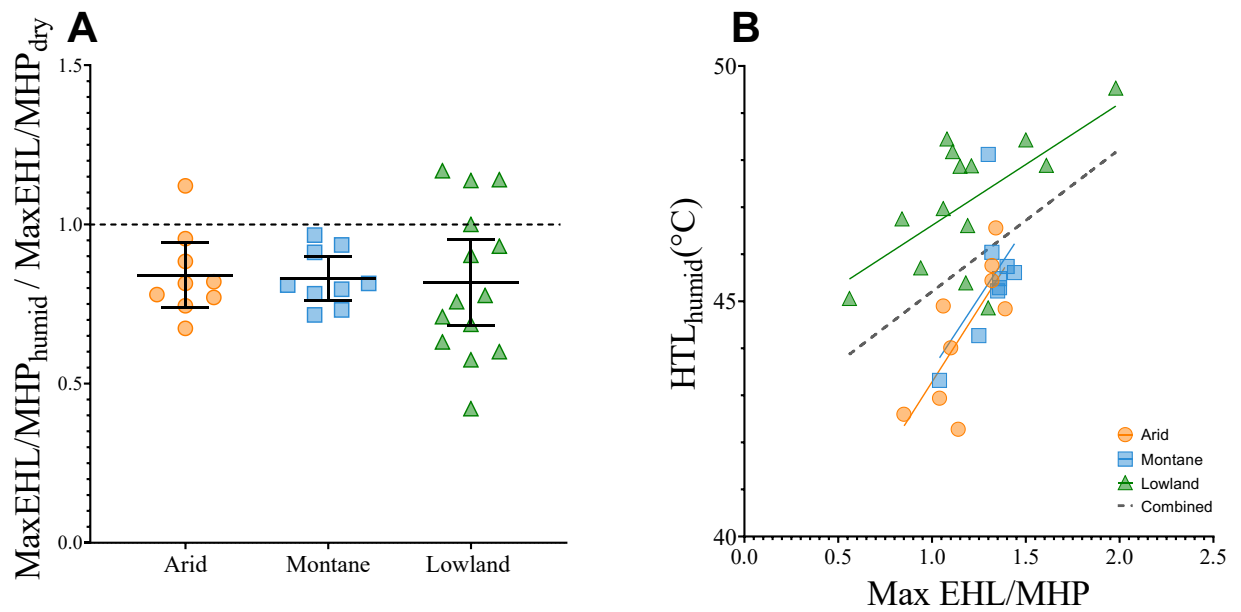 A
MaxEHL/MHPhumid / MaxEHL/MHPdry
1.5
1.0
0.5
0.0
Arid
Montane
Lowland
B
HTLhumid(°C)
50
45
40
0.0
0.5
1.0
1.5
2.0
2.5
Max EHL/MHP
Arid
Montane
Lowland
Combined